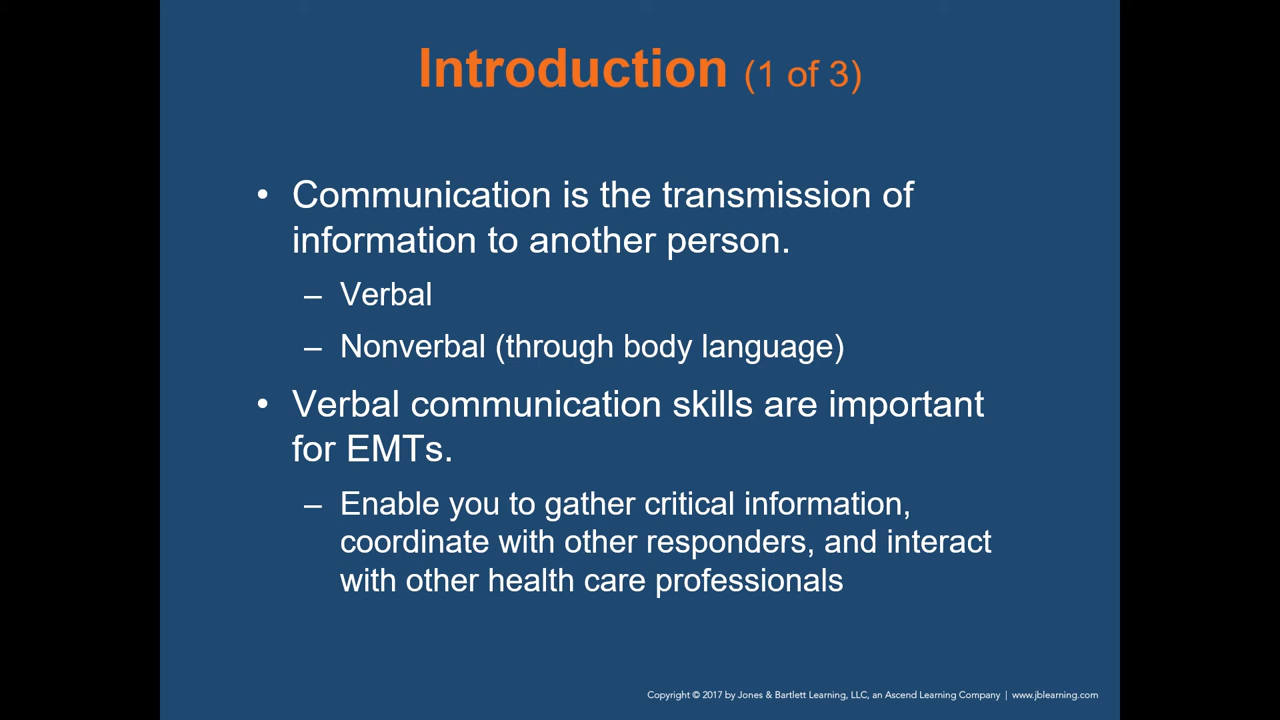 Introduction (1 of 3)
• Communication is the transmission of
information to another person.
– Verbal
– Nonverbal (through body language)
• Verbal communication skills are important
for EMTs.
– Enable you to gather critical information,
coordinate with other responders, and interact
with other health care professionals
Copyright © 2017 by Jones & Bartlett Learning, LLC, an Ascend Learning Company | www.jblearning.com